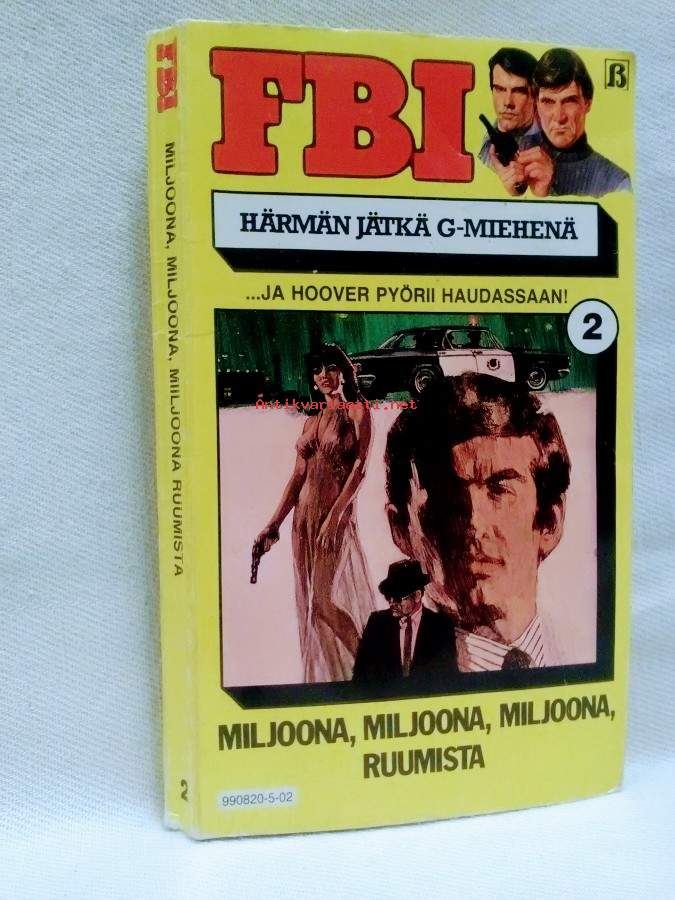 FBI
ß
HÄRMÄN JÄTKÄ G-MIEHENÄ
...JA HOOVER PYÖRII HAUDASSAAN!
2
Antikvariaatti.net
MILJOONA, MILJOONA, MILJOONA,
RUUMISTA
990820-5-02
FBI
MILJOONA, MILJOONA, MILJOONA RUUMISTA
2